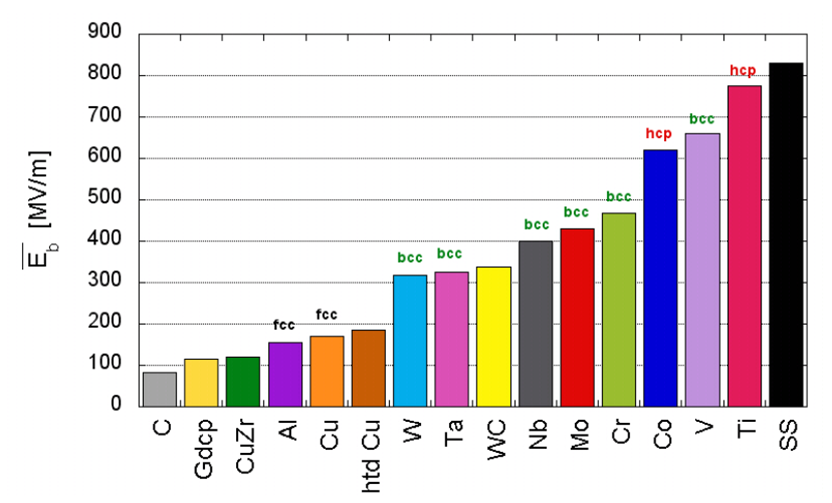 900
800
700
600
500
400
300
200
100
0
E̅b [MV/m]
fcc
fcc
bcc
bcc
bcc
bcc
bcc
hcp
bcc
hcp
C
Gdcp
CuZr
Al
Cu
htd Cu
W
Ta
WC
Nb
Mo
Cr
Co
V
Ti
SS